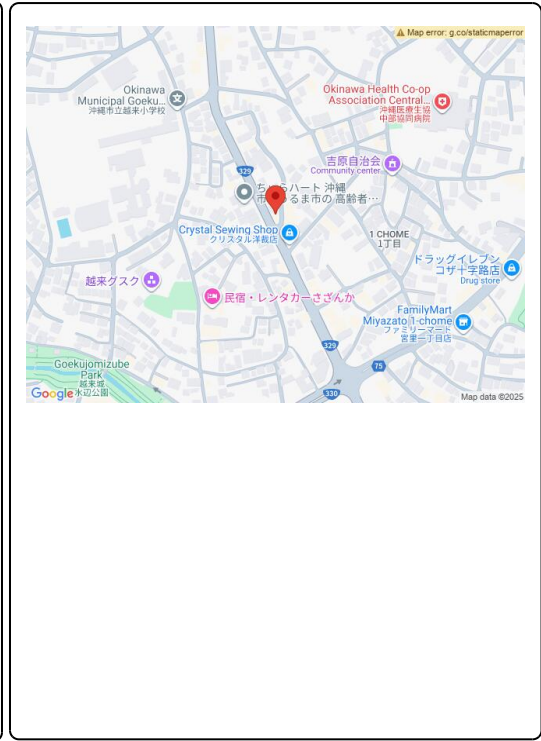 Map error: g.co/staticmaperror
Okinawa
Municipal Goeku...
沖縄市立越来小学校
Okinawa Health Co-op
Association Central...
沖縄医療生協
中部協同病院
吉原自治会
Community center
329
ハート 沖縄
市 るま市の 高齢者…
Crystal Sewing Shop
クリスタル洋裁店
1 CHOME
1丁目
ドラッグイレブン
コザ十字路店
Drug store
越来グスク
民宿・レンタカーさざんか
FamilyMart
Miyazato 1-chome
ファミリーマート
宮里一丁目店
329
Goekujomizube
Park
越来城
水辺公園
75
330
Google
Map data ©2025